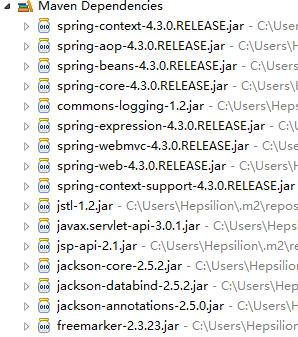 Maven Dependencies
spring-context-4.3.0.RELEASE.jar - C:\Users\H
spring-aop-4.3.0.RELEASE.jar - C:\Users\Heps
spring-beans-4.3.0.RELEASE.jar - C:\Users\He
spring-core-4.3.0.RELEASE.jar - C:\Users\Hep
commons-logging-1.2.jar - C:\Users\Hepsilion
spring-expression-4.3.0.RELEASE.jar - C:\User
spring-webmvc-4.3.0.RELEASE.jar - C:\Users\
spring-web-4.3.0.RELEASE.jar - C:\Users\Heps
spring-context-support-4.3.0.RELEASE.jar
jstl-1.2.jar - C:\Users\Hepsilion\.m2\repos
javax.servlet-api-3.0.1.jar - C:\Users\Hepsilio
jsp-api-2.1.jar - C:\Users\Hepsilion\.m2\re
jackson-core-2.5.2.jar - C:\Users\Hepsilion\
jackson-databind-2.5.2.jar - C:\Users\Hepsili
jackson-annotations-2.5.0.jar - C:\Users\Hep
freemarker-2.3.23.jar - C:\Users\Hepsilion\